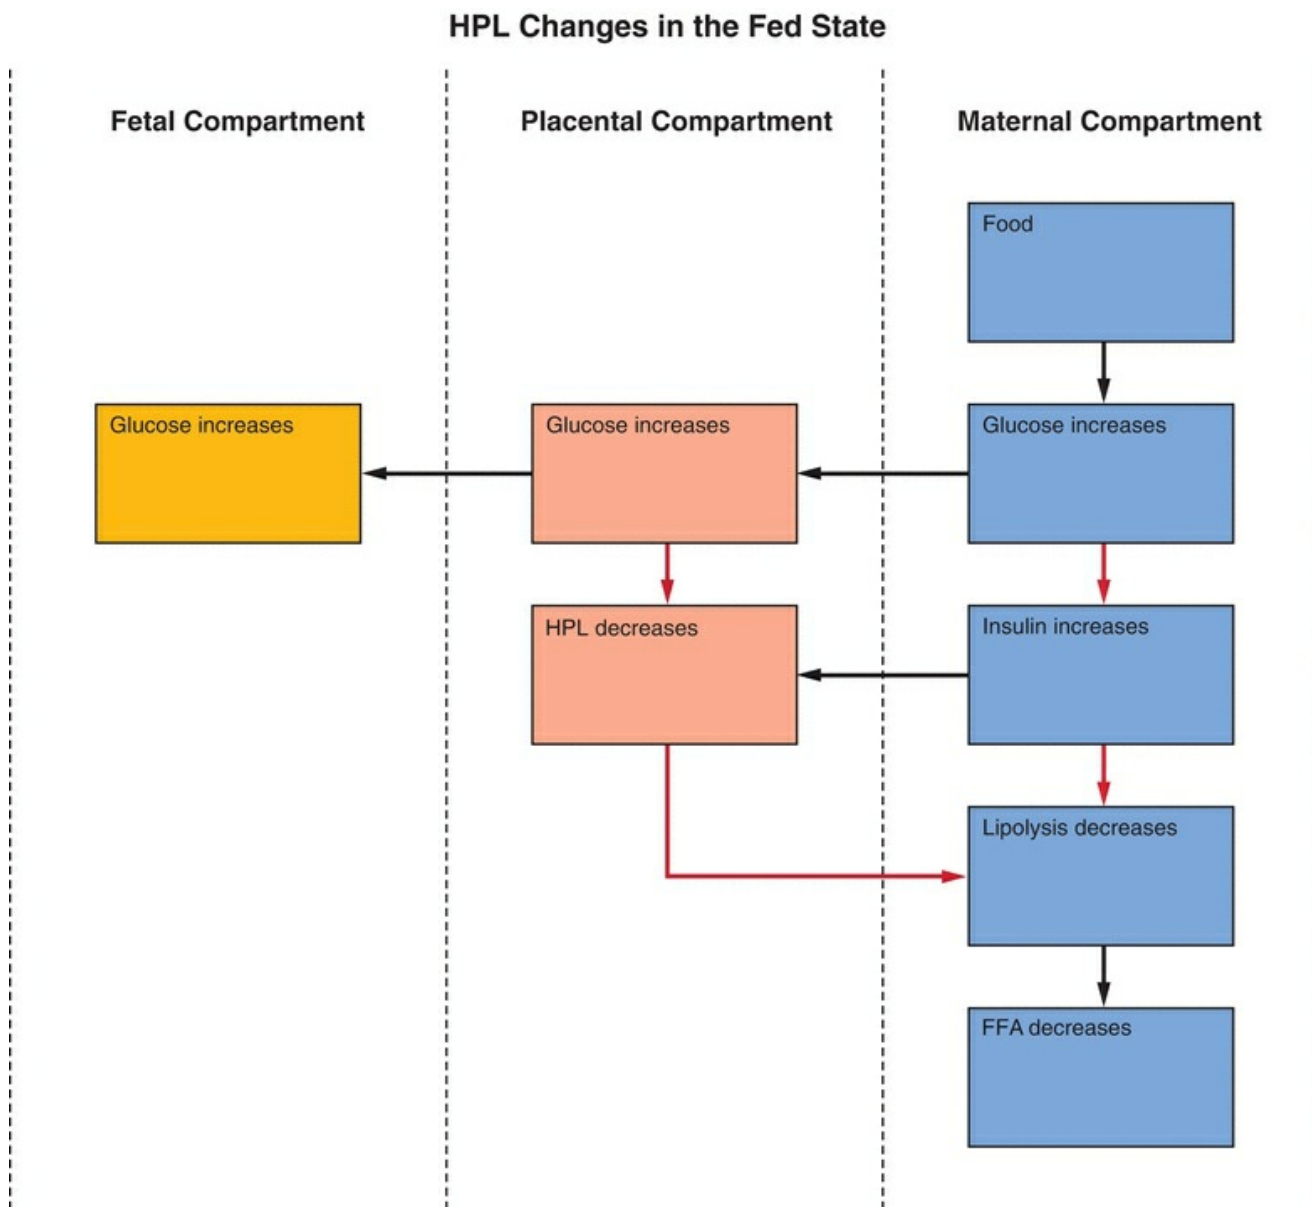 HPL Changes in the Fed State
Fetal Compartment
Placental Compartment
Maternal Compartment
Food
Glucose increases
Glucose increases
Glucose increases
HPL decreases
Insulin increases
Lipolysis decreases
FFA decreases